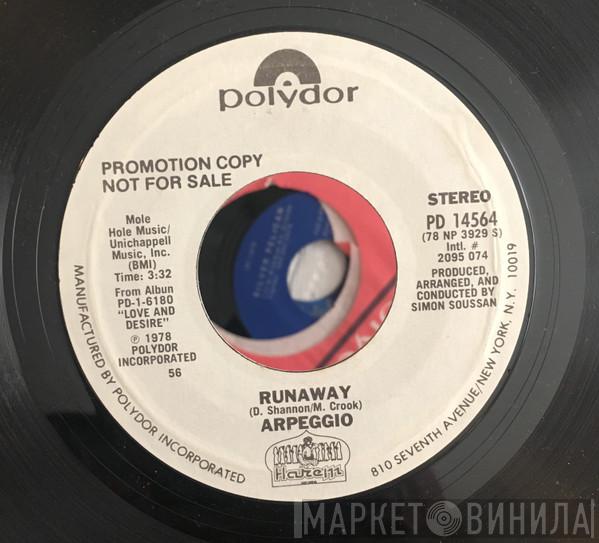 polydor
PROMOTION COPY
NOT FOR SALE
Mole
Hole Music/
Unichappell
Music, Inc.
(BMI)
Time: 3:32
From Album
PD-1-6180
"LOVE AND
DESIRE"
℗ 1978
POLYDOR
INCORPORATED
56
STEREO
PD 14564
(78 NP 3929 S)
Intl. #
2095 074
PRODUCED,
ARRANGED, AND
CONDUCTED BY
SIMON SOUSSAN
RUNAWAY
(D. Shannon/M. Crook)
ARPEGGIO
Harem
MANUFACTURED BY POLYDOR INCORPORATED
810 SEVENTH AVENUE/NEW YORK, N.Y. 10019
МАРКЕТ ВИНИЛА